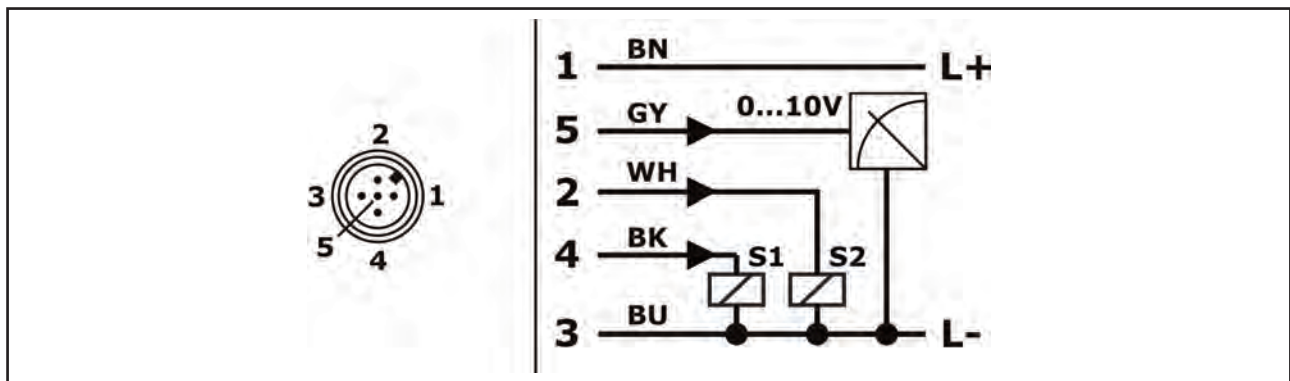 2
3 1
5
4
1 BN L+
5 GY 0...10V
2 WH
4 BK S1 S2
3 BU L-